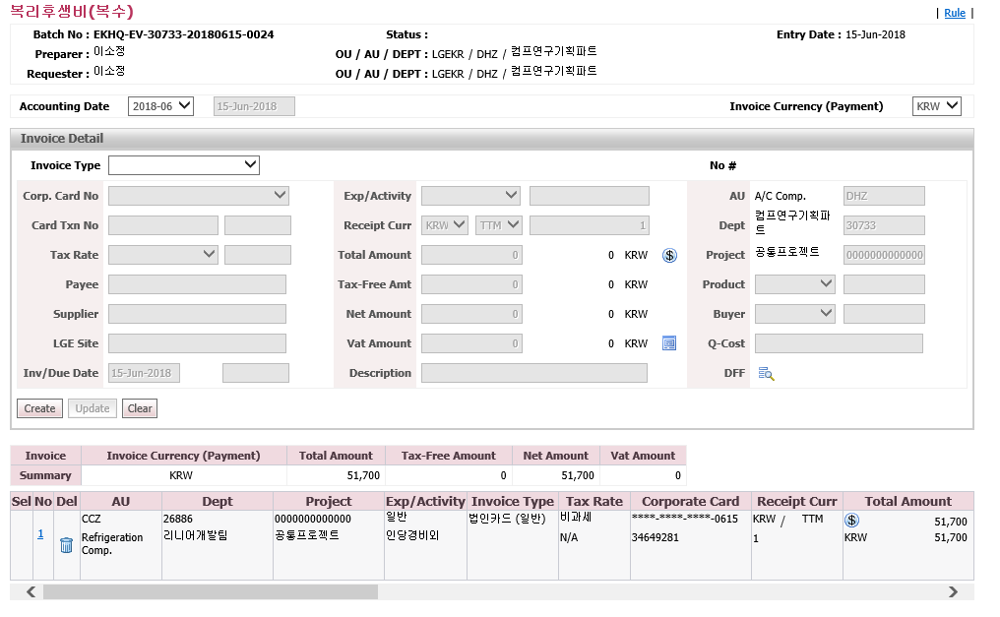 복리후생비(복수)
| Rule |
Batch No : EKHQ-EV-30733-20180615-0024 Status : Entry Date : 15-Jun-2018
Preparer : 이소정 OU / AU / DEPT : LGEKR / DHZ / 컴프연구기획파트
Requester : 이소정 OU / AU / DEPT : LGEKR / DHZ / 컴프연구기획파트
Accounting Date 2018-06 15-Jun-2018 Invoice Currency (Payment) KRW
Invoice Detail
Invoice Type No #
Corp. Card No Exp/Activity AU A/C Comp. DHZ
Card Txn No Receipt Curr KRW TTM 1 Dept 컴프연구기획파
트 30733
Tax Rate Total Amount 0 0 KRW Project 공통프로젝트 000000000000
Payee Tax-Free Amt 0 0 KRW Product
Supplier Net Amount 0 0 KRW Buyer
LGE Site Vat Amount 0 0 KRW Q-Cost
Inv/Due Date 15-Jun-2018 Description DFF
Create Update Clear
Invoice Invoice Currency (Payment) Total Amount Tax-Free Amount Net Amount Vat Amount
Summary KRW 51,700 0 51,700 0
Sel No Del AU Dept Project Exp/Activity Invoice Type Tax Rate Corporate Card Receipt Curr Total Amount
CCZ 26886 000000000000 일반 법인카드 (일반) 비과세 ****-****-****-0615 KRW / TTM 51,700
1 Refrigeration 리니어개발팀 공통프로젝트 인당경비외 N/A 34649281 1 KRW 51,700
Comp.